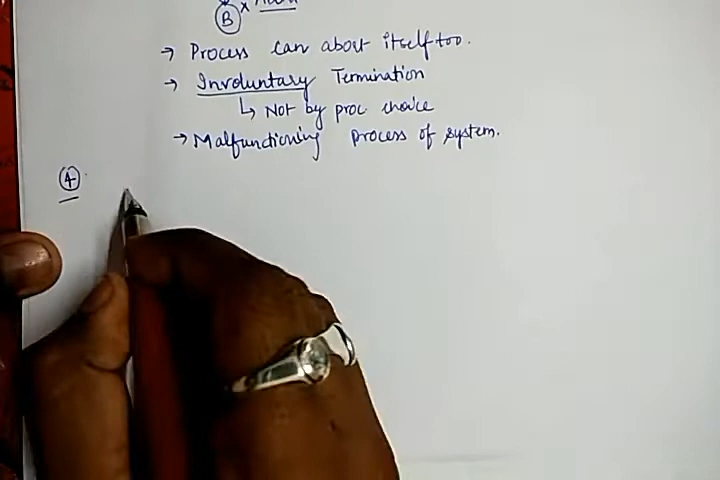 B x
→ Process can abort itself too.
→ Involuntary Termination
↳ Not by proc choice
→ Malfunctioning process of system.
4